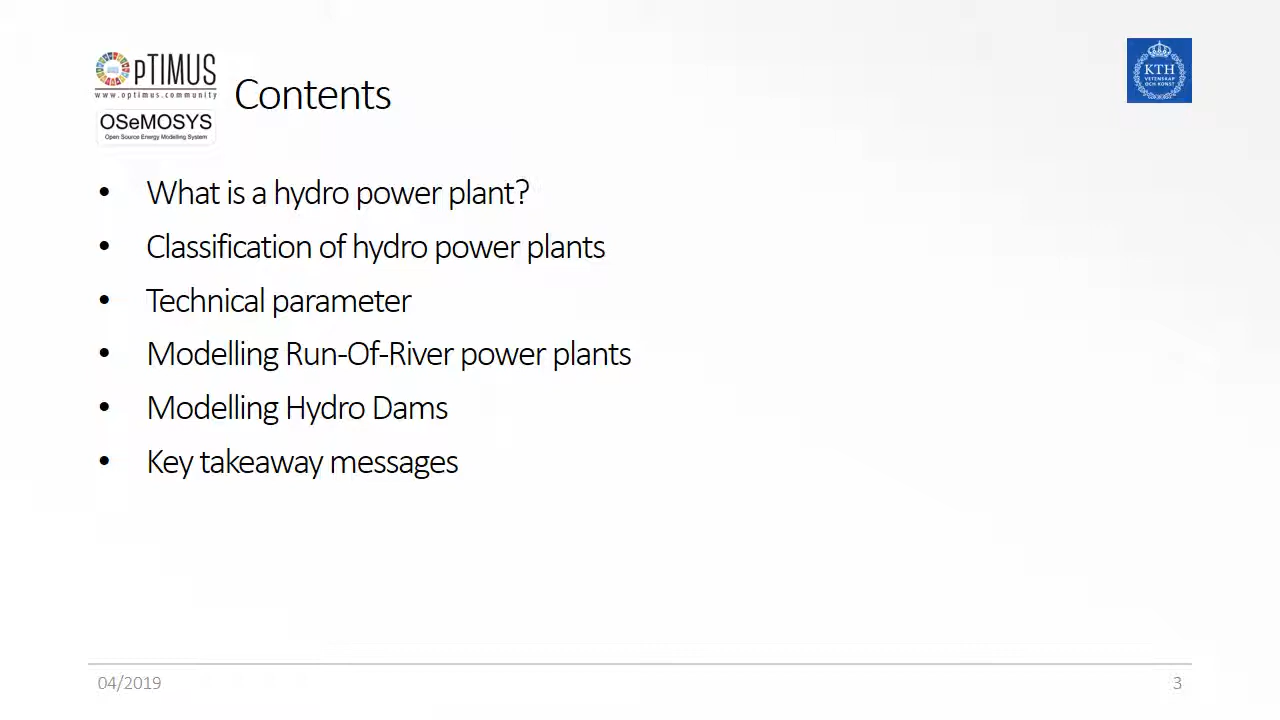 OpTIMUS
www.optimus.community
OSeMOSYS
Open Source Energy Modelling System
Contents
KTH
VETENSKAP
OCH KONST
• What is a hydro power plant?
• Classification of hydro power plants
• Technical parameter
• Modelling Run-Of-River power plants
• Modelling Hydro Dams
• Key takeaway messages
04/2019
3